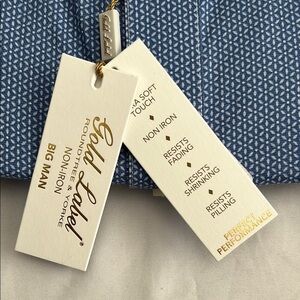 Gold Label®
ROUNDTREE & YORKE
NON-IRON
BIG MAN
SOFT
TOUCH
NON IRON
RESISTS
FADING
RESISTS
SHRINKING
RESISTS
PILLING
PERFECT
PERFORMANCE